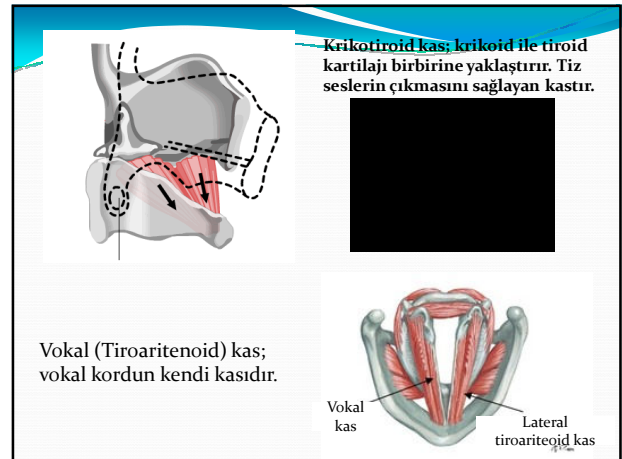 Krikotiroid kas; krikoid ile tiroid
kartilajı birbirine yaklaştırır. Tiz
seslerin çıkmasını sağlayan kastır.
Vokal (Tiroaritenoid) kas;
vokal kordun kendi kasıdır.
Vokal
kas
Lateral
tiroariteoid kas